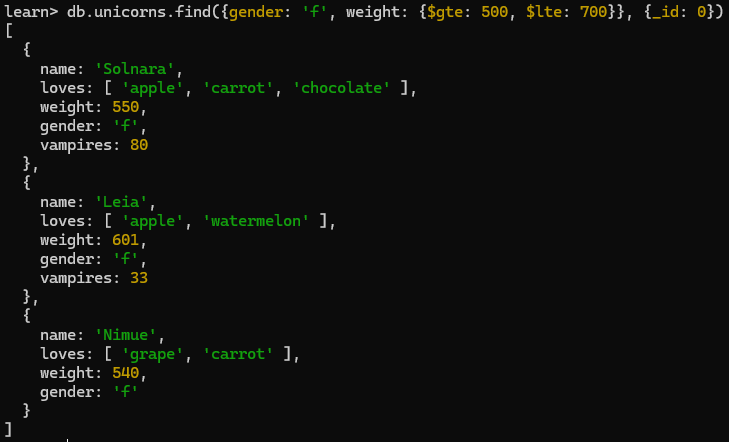 learn> db.unicorns.find({gender: 'f', weight: {$gte: 500, $lte: 700}}, {_id: 0})
[
  {
    name: 'Solnara',
    loves: [ 'apple', 'carrot', 'chocolate' ],
    weight: 550,
    gender: 'f',
    vampires: 80
  },
  {
    name: 'Leia',
    loves: [ 'apple', 'watermelon' ],
    weight: 601,
    gender: 'f',
    vampires: 33
  },
  {
    name: 'Nimue',
    loves: [ 'grape', 'carrot' ],
    weight: 540,
    gender: 'f'
  }
]